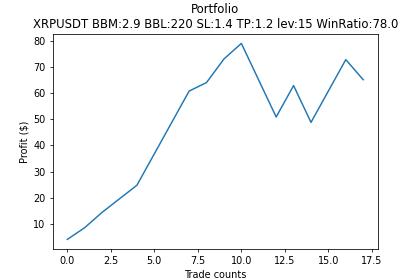 Portfolio
XRPUSDT BBM:2.9 BBL:220 SL:1.4 TP:1.2 lev:15 WinRatio:78.0
80
70
60
50
40
30
20
10
Profit ($)
0.0 2.5 5.0 7.5 10.0 12.5 15.0 17.5
Trade counts